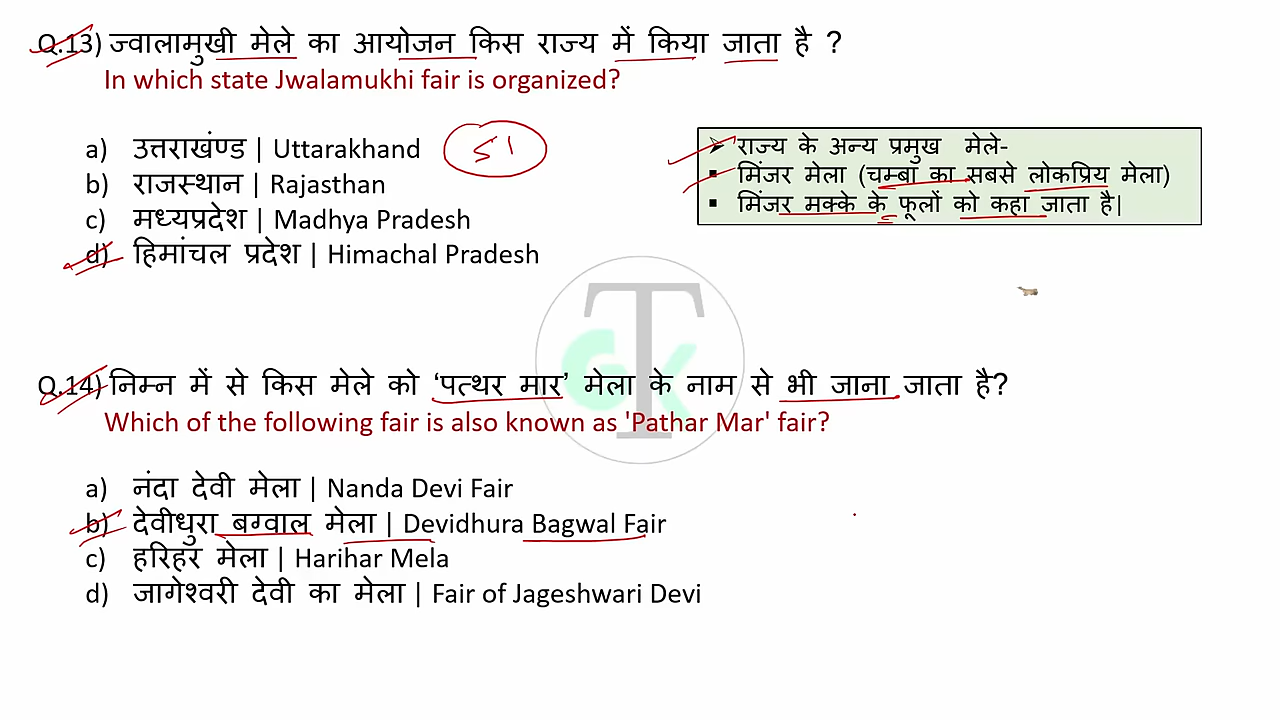 Q.13) ज्वालामुखी मेले का आयोजन किस राज्य में किया जाता है ?
In which state Jwalamukhi fair is organized?
a) उत्तराखंण्ड | Uttarakhand
51
b) राजस्थान | Rajasthan
c) मध्यप्रदेश | Madhya Pradesh
d) हिमांचल प्रदेश | Himachal Pradesh
➢ राज्य के अन्य प्रमुख मेले-
▪ मिंजर मेला (चम्बा का सबसे लोकप्रिय मेला)
▪ मिंजर मक्के के फूलों को कहा जाता है|
TGK
Q.14) निम्न में से किस मेले को ‘पत्थर मार’ मेला के नाम से भी जाना जाता है?
Which of the following fair is also known as 'Pathar Mar' fair?
a) नंदा देवी मेला | Nanda Devi Fair
b) देवीधुरा बग्वाल मेला | Devidhura Bagwal Fair
c) हरिहर मेला | Harihar Mela
d) जागेश्वरी देवी का मेला | Fair of Jageshwari Devi